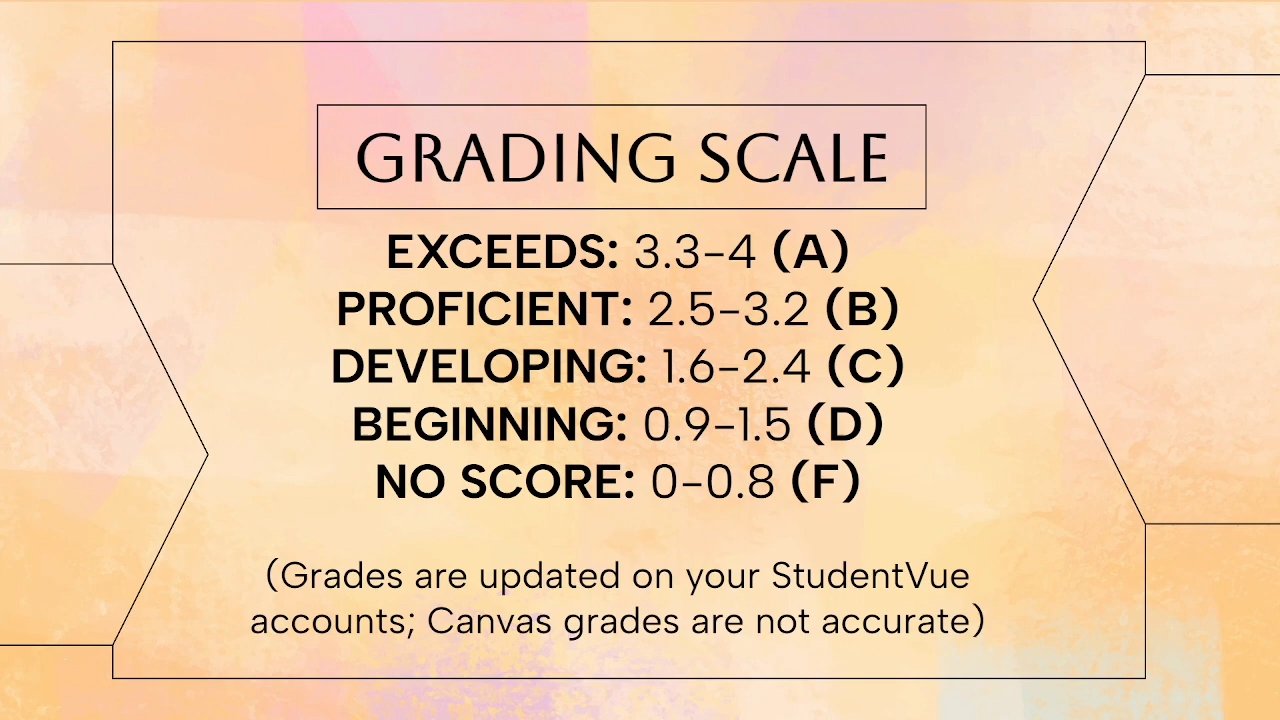 GRADING SCALE
EXCEEDS: 3.3-4 (A)
PROFICIENT: 2.5-3.2 (B)
DEVELOPING: 1.6-2.4 (C)
BEGINNING: 0.9-1.5 (D)
NO SCORE: 0-0.8 (F)
(Grades are updated on your StudentVue
accounts; Canvas grades are not accurate)